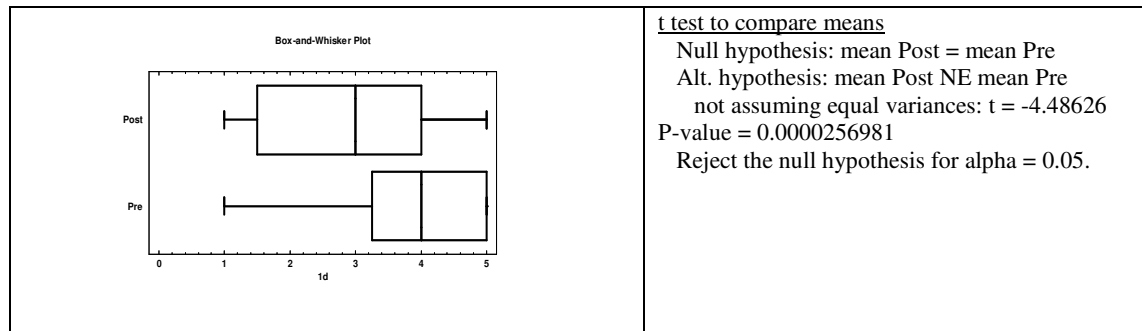 Box-and-Whisker Plot
Post
Pre
0 1 2 3 4 5
1d
t test to compare means
Null hypothesis: mean Post = mean Pre
Alt. hypothesis: mean Post NE mean Pre
not assuming equal variances: t = -4.48626
P-value = 0.0000256981
Reject the null hypothesis for alpha = 0.05.